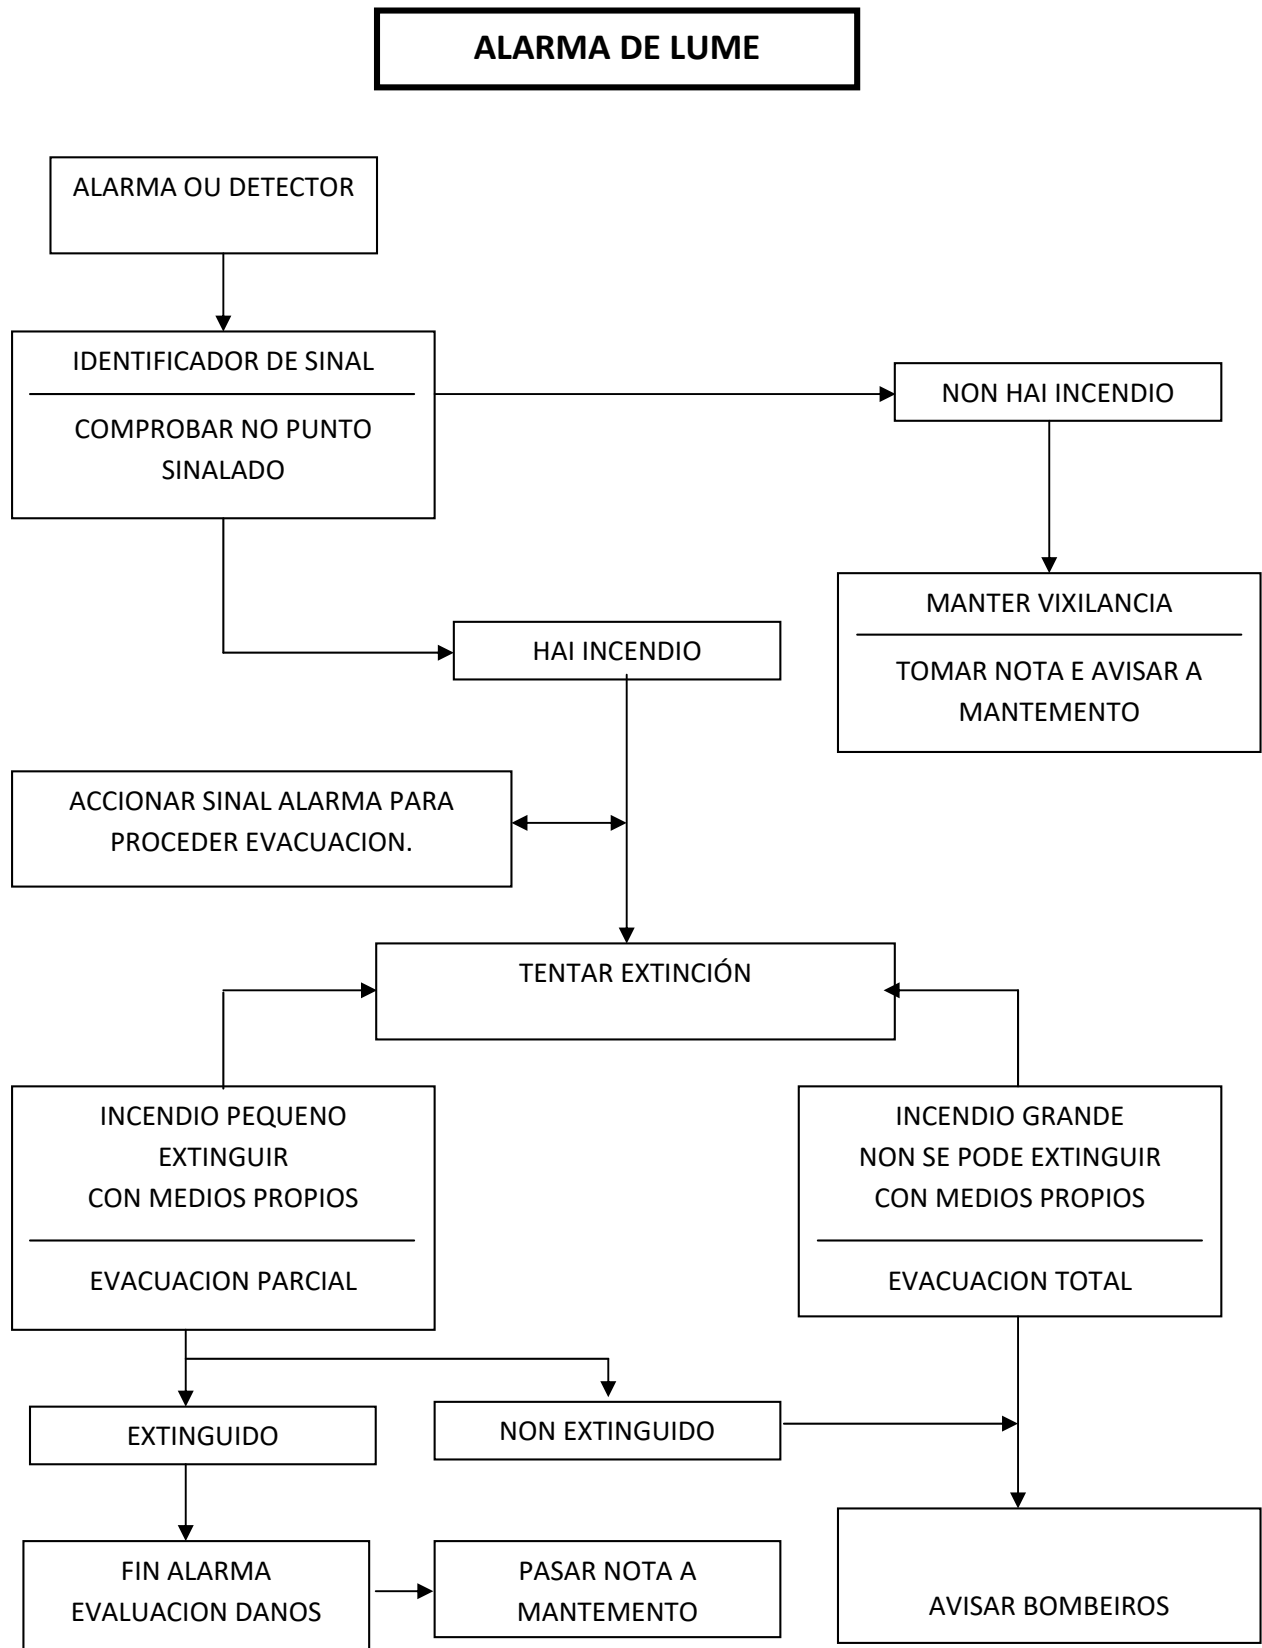 ALARMA DE LUME
ALARMA OU DETECTOR
IDENTIFICADOR DE SINAL
COMPROBAR NO PUNTO
SINALADO
NON HAI INCENDIO
MANTER VIXILANCIA
TOMAR NOTA E AVISAR A
MANTEMENTO
HAI INCENDIO
ACCIONAR SINAL ALARMA PARA
PROCEDER EVACUACION.
TENTAR EXTINCIÓN
INCENDIO PEQUENO
EXTINGUIR
CON MEDIOS PROPIOS
EVACUACION PARCIAL
INCENDIO GRANDE
NON SE PODE EXTINGUIR
CON MEDIOS PROPIOS
EVACUACION TOTAL
EXTINGUIDO
NON EXTINGUIDO
FIN ALARMA
EVALUACION DANOS
PASAR NOTA A
MANTEMENTO
AVISAR BOMBEIROS